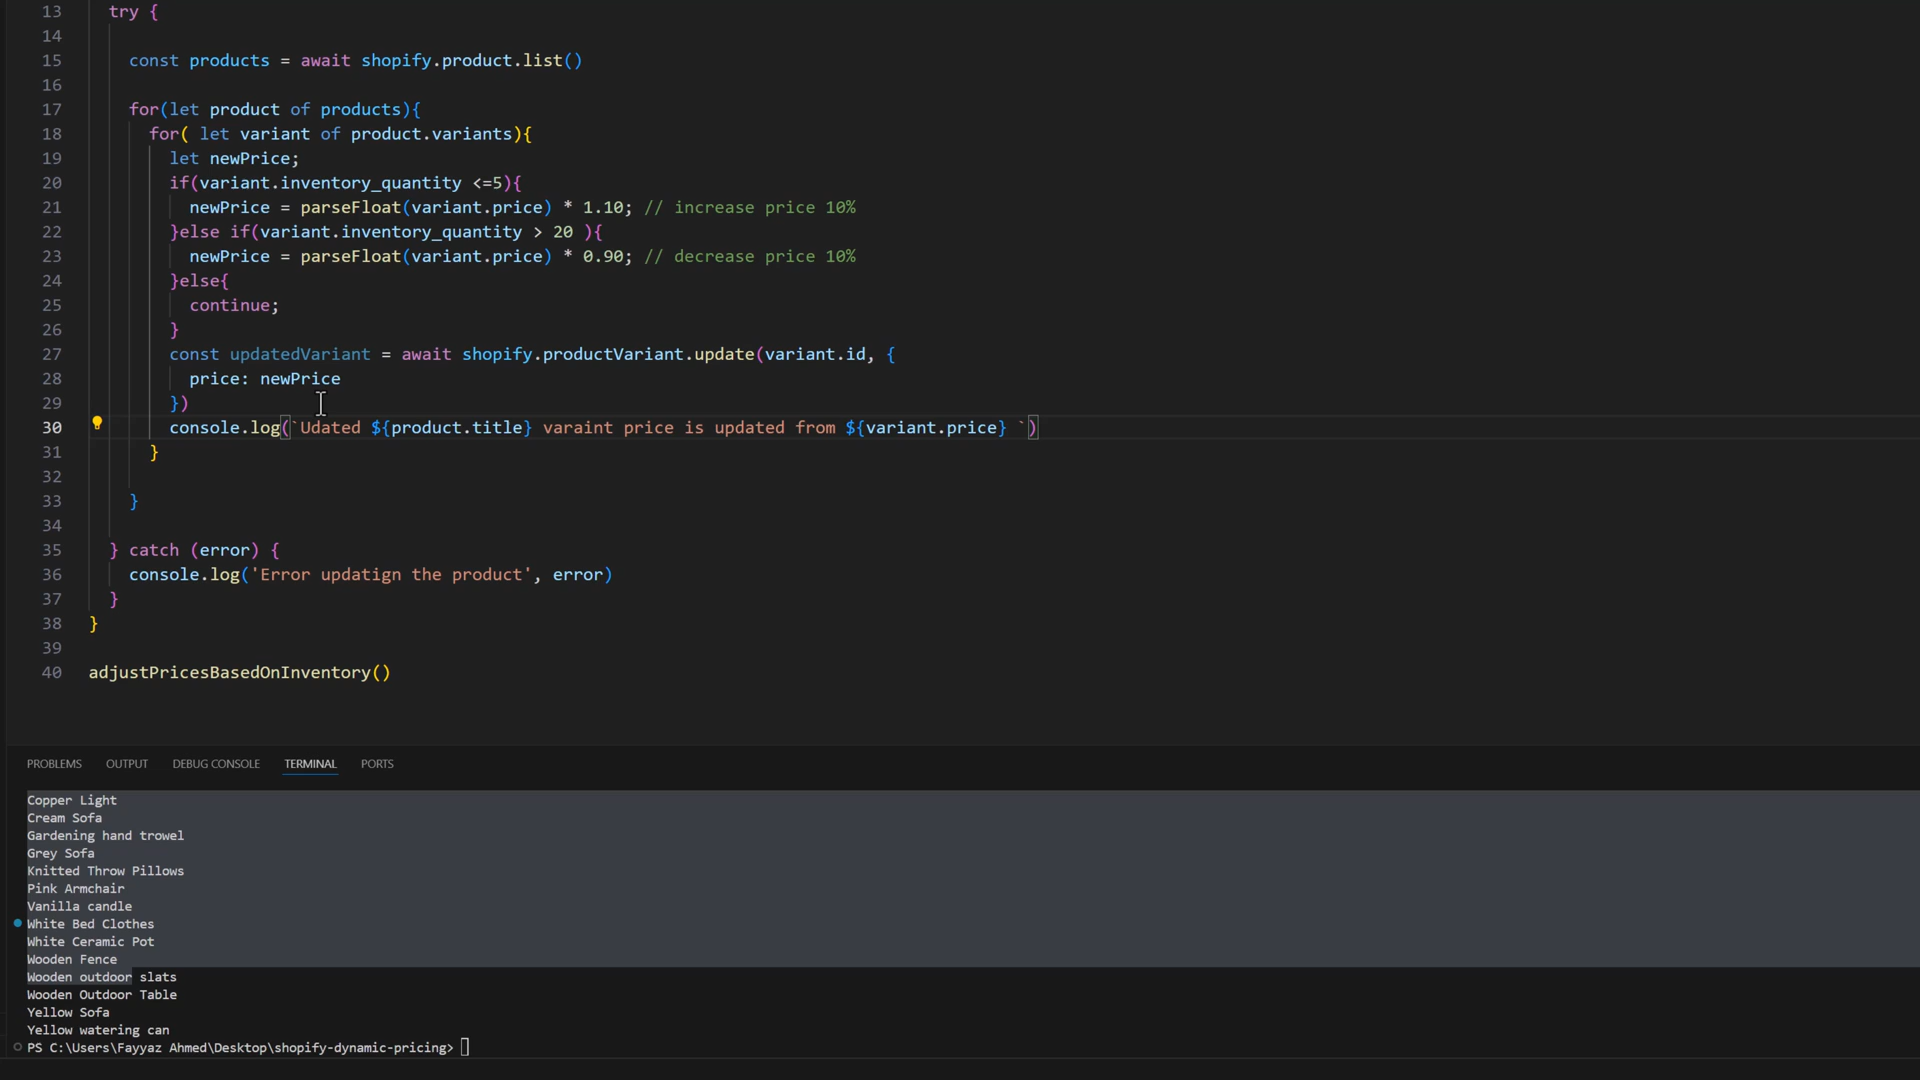 13 try {
14
15 const products = await shopify.product.list()
16
17 for(let product of products){
18 for( let variant of product.variants){
19 let newPrice;
20 if(variant.inventory_quantity <=5){
21 newPrice = parseFloat(variant.price) * 1.10; // increase price 10%
22 }else if(variant.inventory_quantity > 20 ){
23 newPrice = parseFloat(variant.price) * 0.90; // decrease price 10%
24 }else{
25 continue;
26 }
27 const updatedVariant = await shopify.productVariant.update(variant.id, {
28 price: newPrice
29 })
30 console.log(`Udated ${product.title} varaint price is updated from ${variant.price} `)
31 }
32
33 }
34
35 } catch (error) {
36 console.log('Error updatign the product', error)
37 }
38 }
39
40 adjustPricesBasedOnInventory()
PROBLEMS OUTPUT DEBUG CONSOLE TERMINAL PORTS
Copper Light
Cream Sofa
Gardening hand trowel
Grey Sofa
Knitted Throw Pillows
Pink Armchair
Vanilla candle
White Bed Clothes
White Ceramic Pot
Wooden Fence
Wooden outdoor slats
Wooden Outdoor Table
Yellow Sofa
Yellow watering can
PS C:\Users\Fayyaz Ahmed\Desktop\shopify-dynamic-pricing>